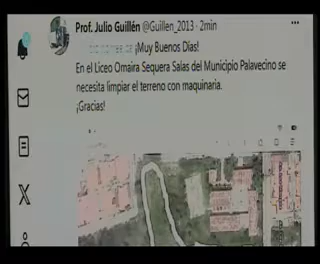 Prof. Julio Guillén @Guillen_2013 · 2min
¡Muy Buenos Días!
En el Liceo Omaira Sequera Salas del Municipio Palavecino se
necesita limpiar el terreno con maquinaria.
¡Gracias!